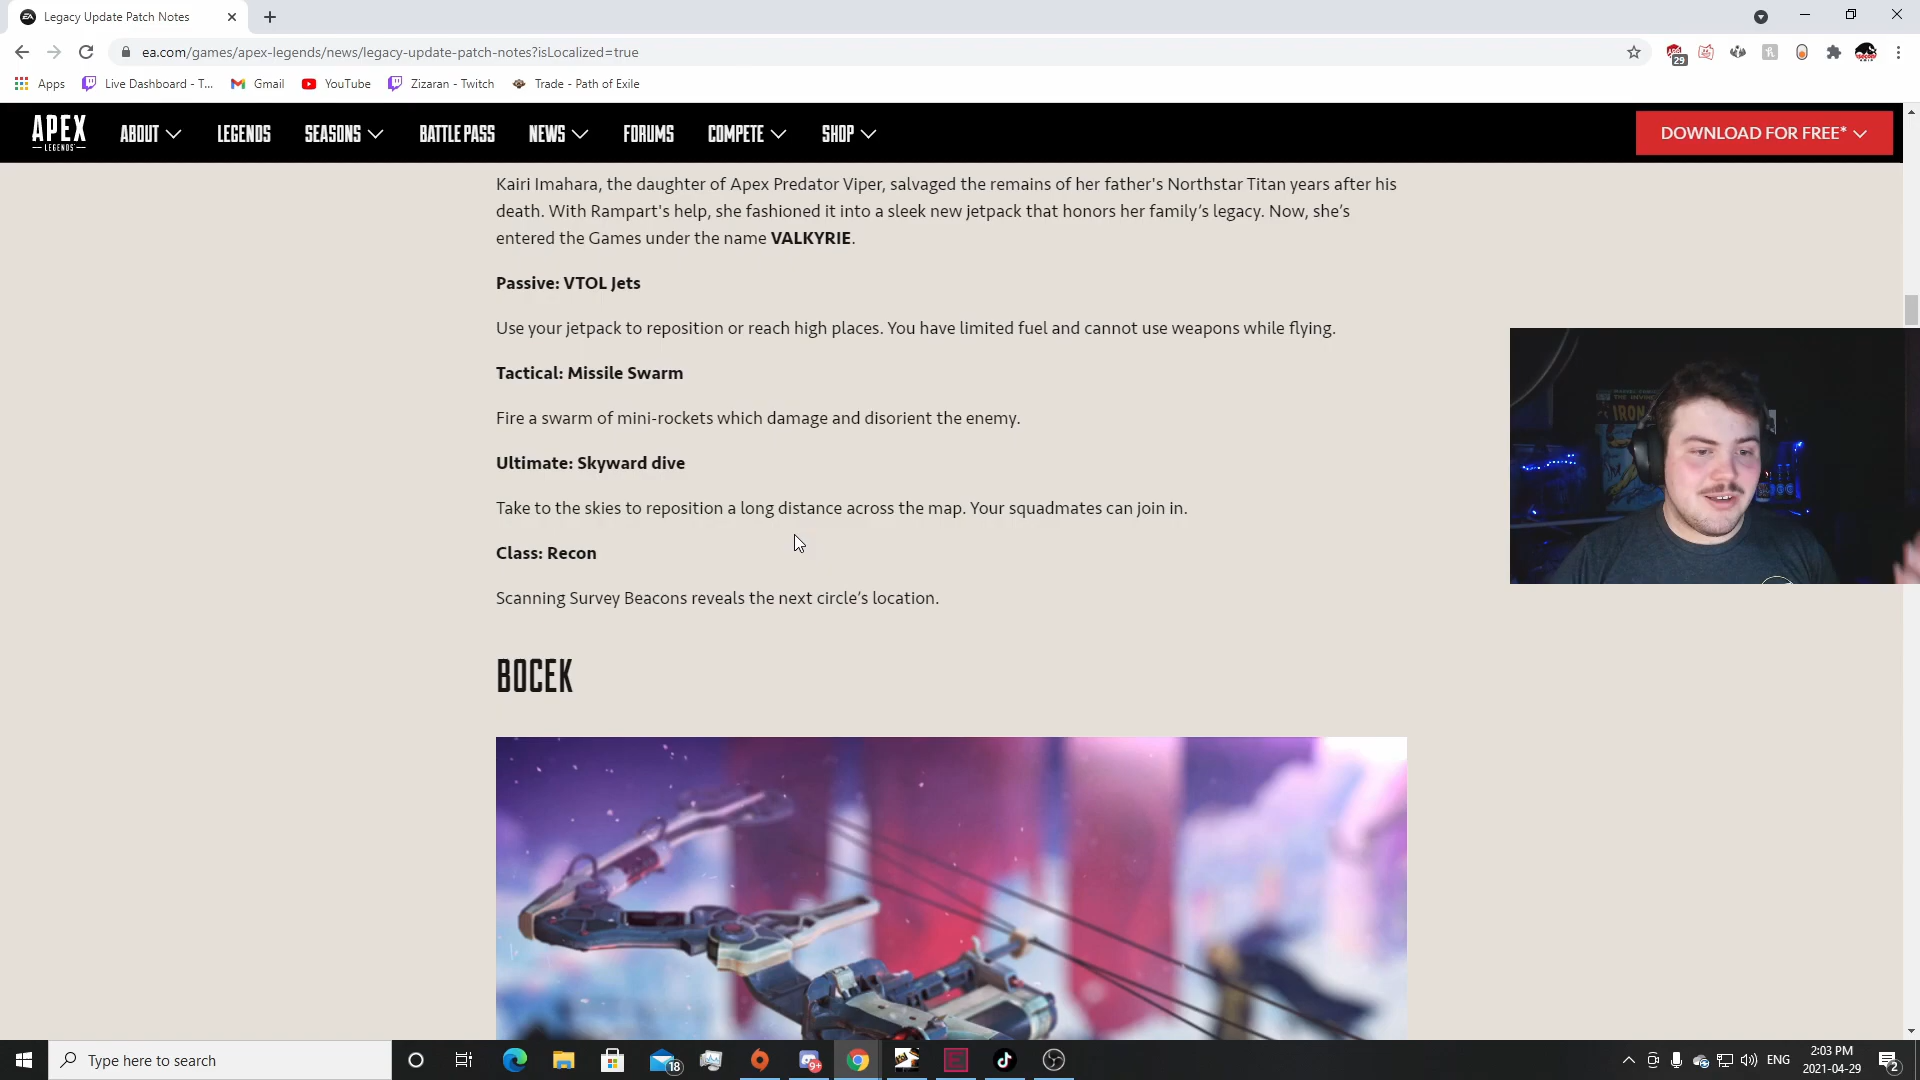 Legacy Update Patch Notes
ea.com/games/apex-legends/news/legacy-update-patch-notes?isLocalized=true
29
Apps Live Dashboard - T... Gmail YouTube Zizaran - Twitch Trade - Path of Exile
APEX
LEGENDS
ABOUT LEGENDS SEASONS BATTLE PASS NEWS FORUMS COMPETE SHOP DOWNLOAD FOR FREE*
Kairi Imahara, the daughter of Apex Predator Viper, salvaged the remains of her father's Northstar Titan years after his
death. With Rampart's help, she fashioned it into a sleek new jetpack that honors her family’s legacy. Now, she’s
entered the Games under the name VALKYRIE.
Passive: VTOL Jets
Use your jetpack to reposition or reach high places. You have limited fuel and cannot use weapons while flying.
Tactical: Missile Swarm
Fire a swarm of mini-rockets which damage and disorient the enemy.
Ultimate: Skyward dive
Take to the skies to reposition a long distance across the map. Your squadmates can join in.
Class: Recon
Scanning Survey Beacons reveals the next circle’s location.
IRON
BOCEK
Type here to search
18
9+
ENG
2:03 PM
2021-04-29
2